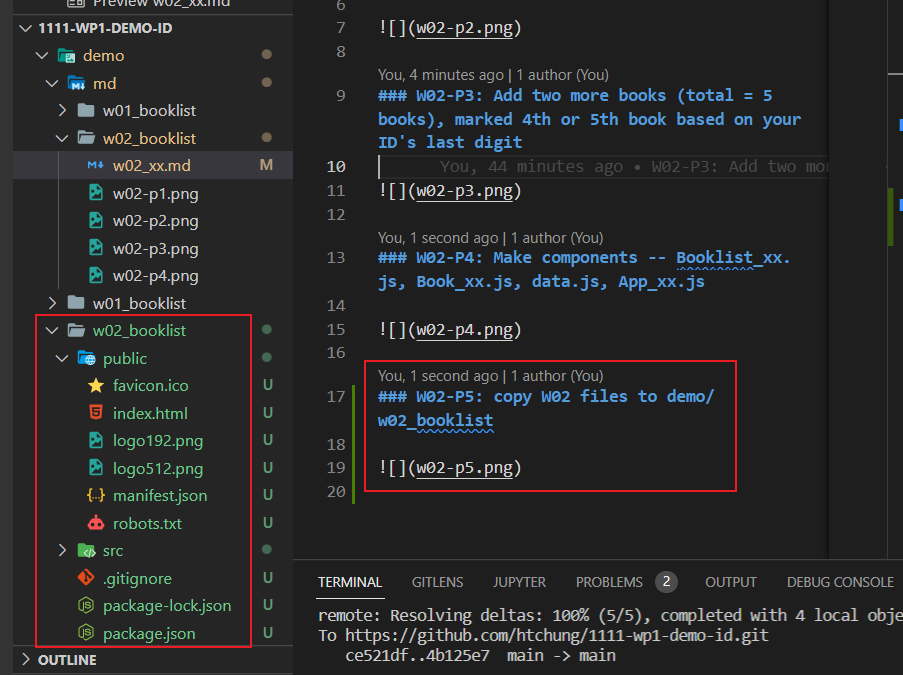 Preview w02_xx.md
1111-WP1-DEMO-ID
demo
md
w01_booklist
w02_booklist
w02_xx.md M
w02-p1.png
w02-p2.png
w02-p3.png
w02-p4.png
w01_booklist
w02_booklist
public
favicon.ico U
index.html U
logo192.png U
logo512.png U
manifest.json U
robots.txt U
src
.gitignore U
package-lock.json U
package.json U
OUTLINE
6
7 ![](w02-p2.png)
8
You, 4 minutes ago | 1 author (You)
9 ### W02-P3: Add two more books (total = 5
books), marked 4th or 5th book based on your
ID's last digit
10 You, 44 minutes ago • W02-P3: Add two mor
11 ![](w02-p3.png)
12
You, 1 second ago | 1 author (You)
13 ### W02-P4: Make components -- Booklist_xx.
js, Book_xx.js, data.js, App_xx.js
14
15 ![](w02-p4.png)
16
You, 1 second ago | 1 author (You)
17 ### W02-P5: copy W02 files to demo/
w02_booklist
18
19 ![](w02-p5.png)
20
TERMINAL GITLENS JUPYTER PROBLEMS 2 OUTPUT DEBUG CONSOLE
remote: Resolving deltas: 100% (5/5), completed with 4 local obje
To https://github.com/htchung/1111-wp1-demo-id.git
ce521df..4b125e7 main -> main